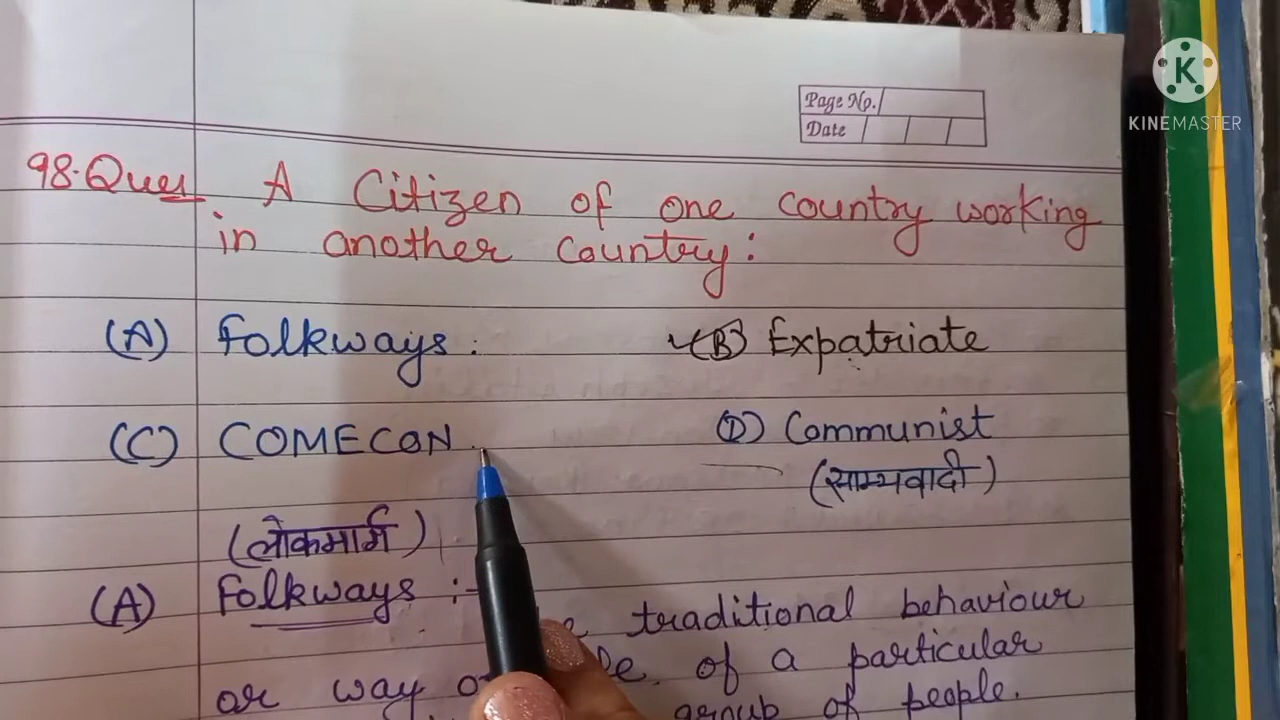 K
KINEMASTER
Page No.
Date
98. Ques A Citizen of one country working
in another country:
(A) Folkways :
(B) Expatriate
(C) COMECON
(D) Communist
(साम्यवादी)
(लोकमार्ग)
(A) Folkways :-
traditional behaviour
or way of a particular
group of people.